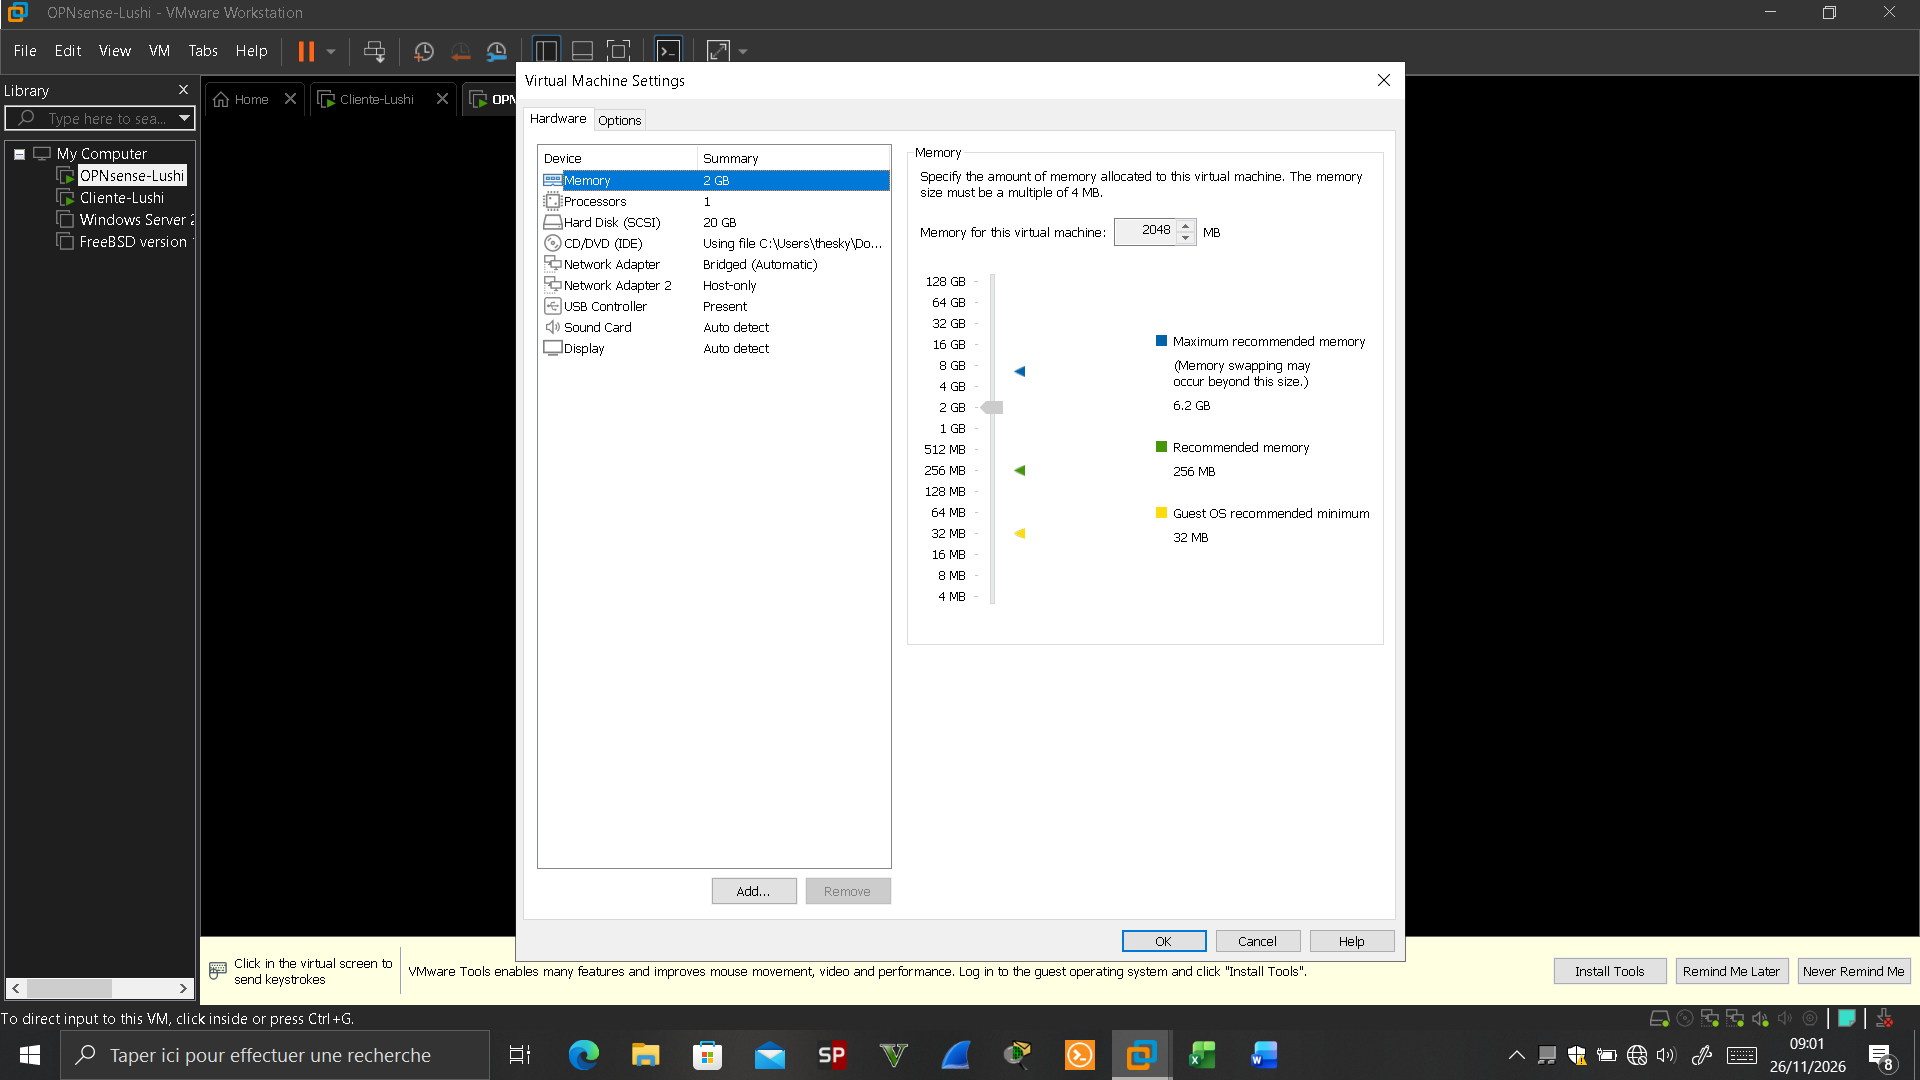 OPNsense-Lushi - VMware Workstation
File Edit View VM Tabs Help
Library
Type here to sea...
My Computer
OPNsense-Lushi
Cliente-Lushi
Windows Server 2
FreeBSD version
Home
Cliente-Lushi
OPN
Virtual Machine Settings
Hardware Options
Device Summary
Memory 2 GB
Processors 1
Hard Disk (SCSI) 20 GB
CD/DVD (IDE) Using file C:\Users\thesky\Do...
Network Adapter Bridged (Automatic)
Network Adapter 2 Host-only
USB Controller Present
Sound Card Auto detect
Display Auto detect
Add... Remove
Memory
Specify the amount of memory allocated to this virtual machine. The memory
size must be a multiple of 4 MB.
Memory for this virtual machine: 2048 MB
128 GB
64 GB
32 GB
16 GB
8 GB
4 GB
2 GB
1 GB
512 MB
256 MB
128 MB
64 MB
32 MB
16 MB
8 MB
4 MB
Maximum recommended memory
(Memory swapping may
occur beyond this size.)
6.2 GB
Recommended memory
256 MB
Guest OS recommended minimum
32 MB
OK Cancel Help
Click in the virtual screen to
send keystrokes
VMware Tools enables many features and improves mouse movement, video and performance. Log in to the guest operating system and click "Install Tools".
Install Tools Remind Me Later Never Remind Me
To direct input to this VM, click inside or press Ctrl+G.
Taper ici pour effectuer une recherche
SP
09:01
26/11/2026
8